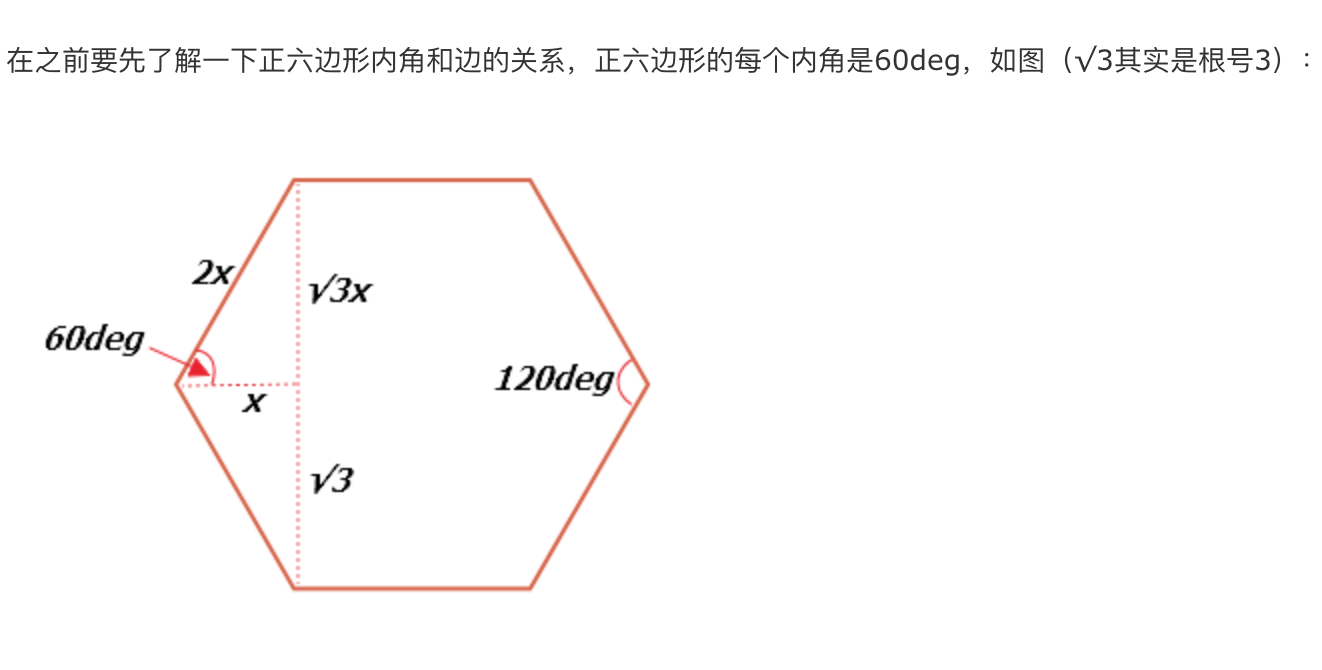 在之前要先了解一下正六边形内角和边的关系，正六边形的每个内角是60deg，如图（√3其实是根号3）：
2x
√3x
60deg
120deg
x
√3